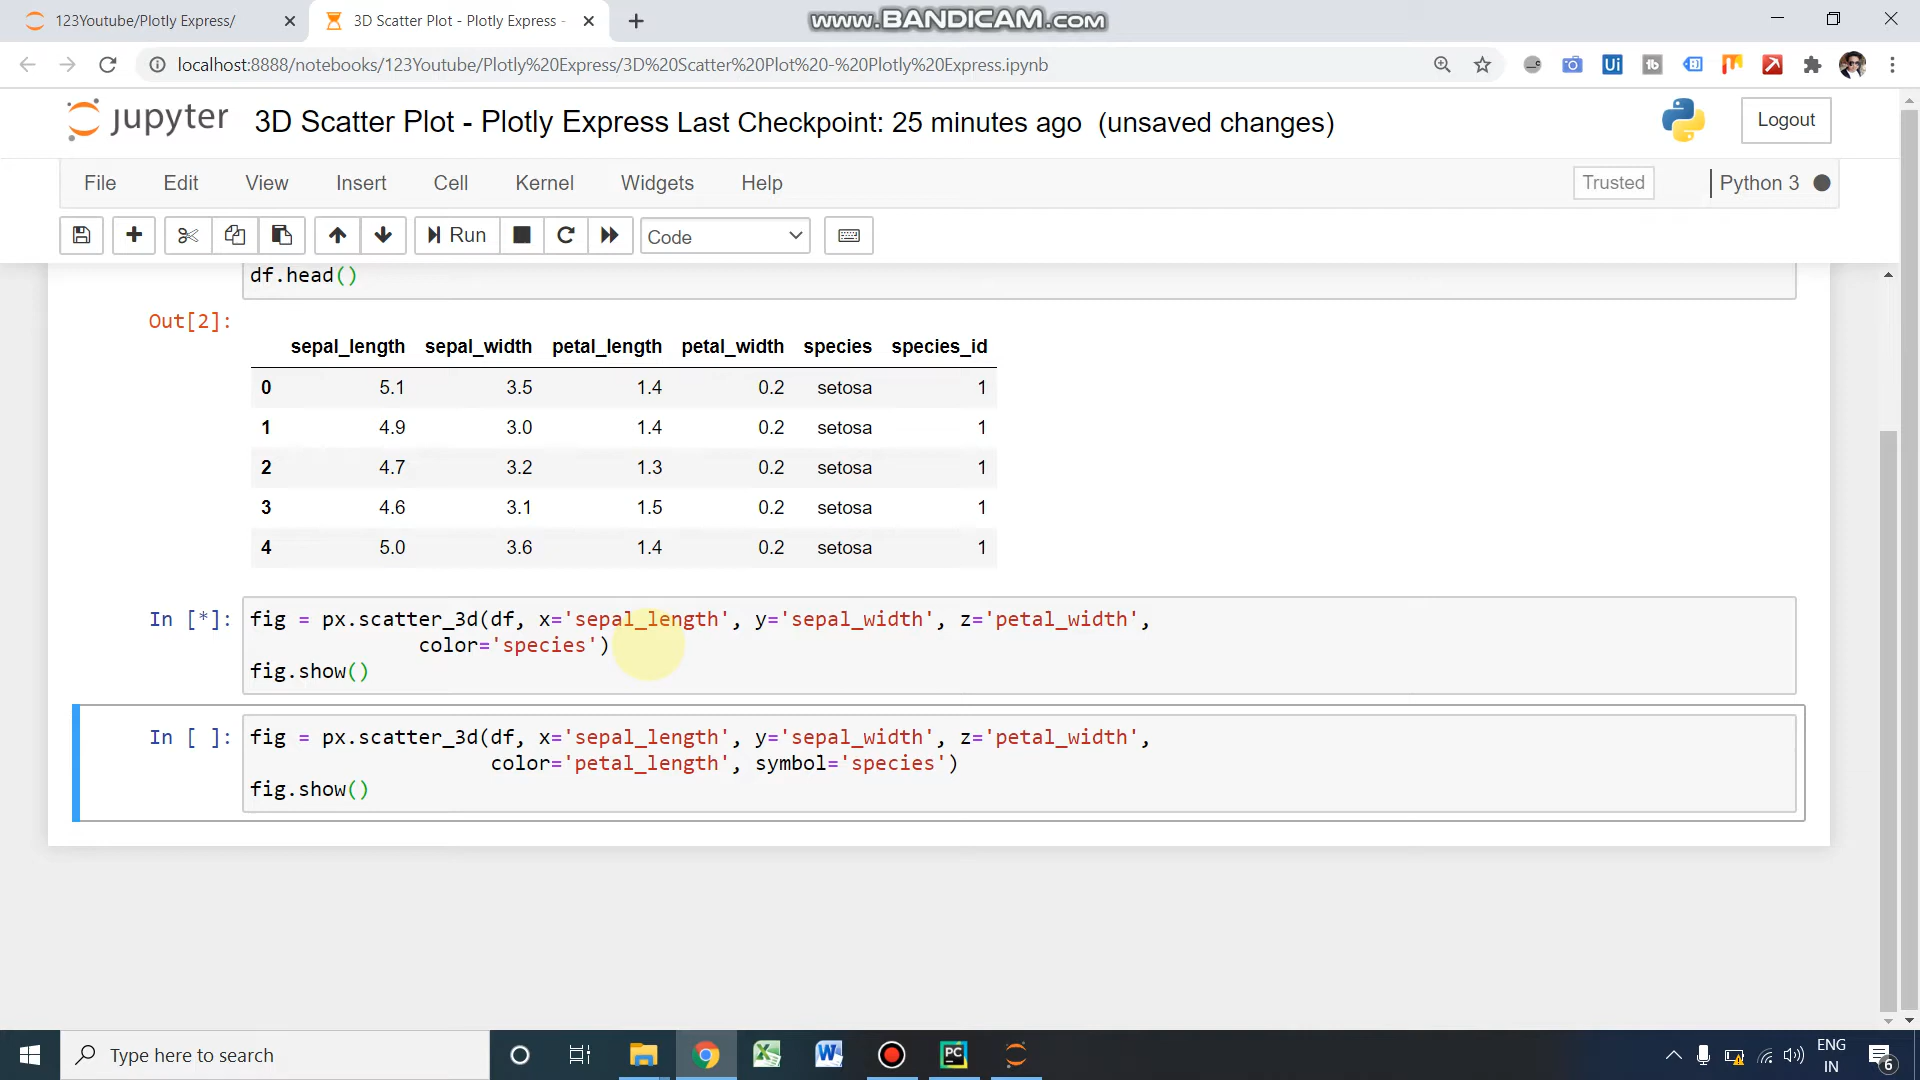 123Youtube/Plotly Express/
3D Scatter Plot - Plotly Express -
www.BANDICAM.com
localhost:8888/notebooks/123Youtube/Plotly%20Express/3D%20Scatter%20Plot%20-%20Plotly%20Express.ipynb
jupyter 3D Scatter Plot - Plotly Express Last Checkpoint: 25 minutes ago (unsaved changes)
Logout
File Edit View Insert Cell Kernel Widgets Help
Trusted Python 3
Run Code
df.head()
Out[2]:
sepal_length sepal_width petal_length petal_width species species_id
0 5.1 3.5 1.4 0.2 setosa 1
1 4.9 3.0 1.4 0.2 setosa 1
2 4.7 3.2 1.3 0.2 setosa 1
3 4.6 3.1 1.5 0.2 setosa 1
4 5.0 3.6 1.4 0.2 setosa 1
In [*]: fig = px.scatter_3d(df, x='sepal_length', y='sepal_width', z='petal_width',
color='species')
fig.show()
In [ ]: fig = px.scatter_3d(df, x='sepal_length', y='sepal_width', z='petal_width',
color='petal_length', symbol='species')
fig.show()
Type here to search
ENG
IN
6